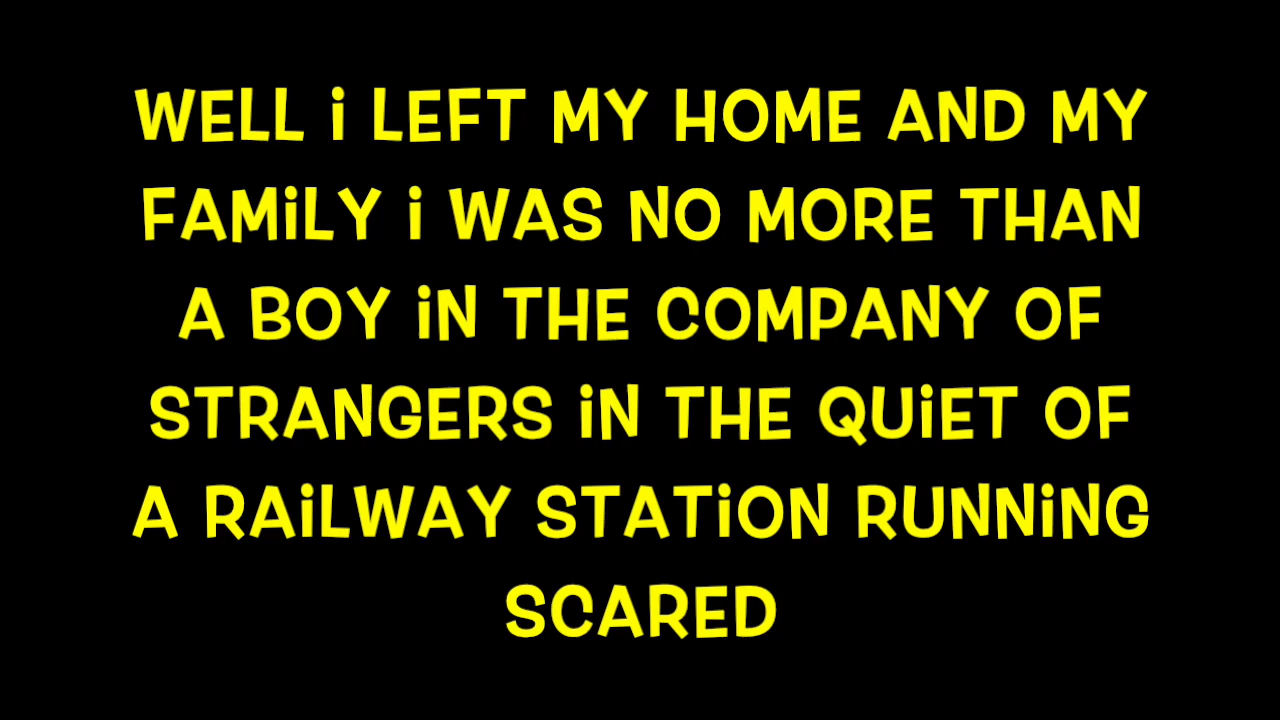 WELL i LEFT MY HOME AND MY
FAMiLY i WAS NO MORE THAN
A BOY iN THE COMPANY OF
STRANGERS iN THE QUiET OF
A RAiLWAY STATiON RUNNiNG
SCARED